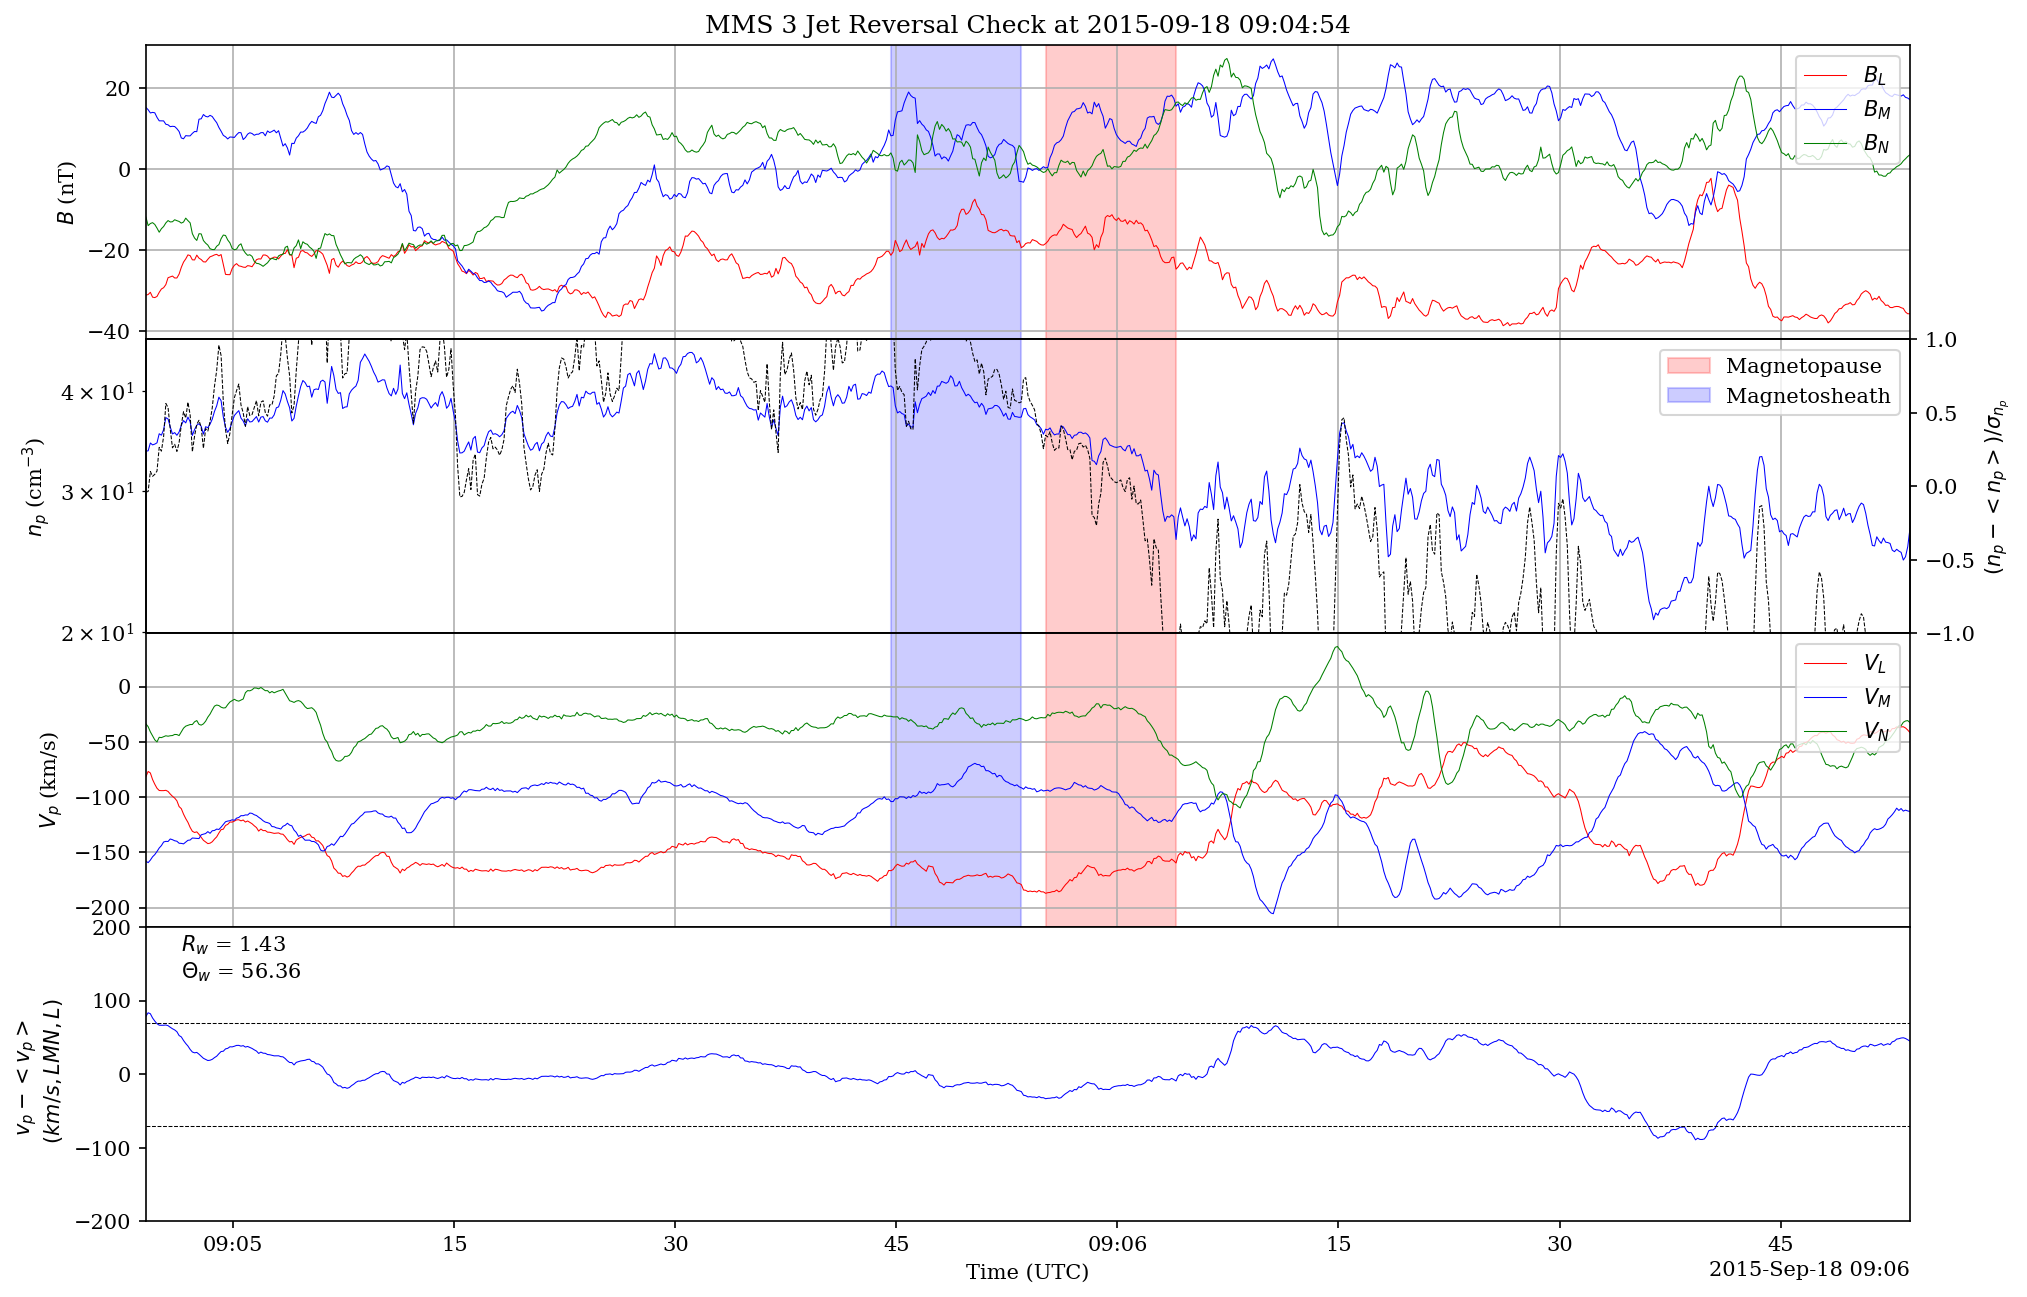 MMS 3 Jet Reversal Check at 2015-09-18 09:04:54
20
0
−20
−40
B (nT)
B_L
B_M
B_N
4 × 10^1
3 × 10^1
2 × 10^1
n_p (cm^−3)
Magnetopause
Magnetosheath
1.0
0.5
0.0
−0.5
−1.0
(n_p − < n_p >)/σ_{n_p}
0
−50
−100
−150
−200
V_p (km/s)
V_L
V_M
V_N
200
100
0
−100
−200
v_p − < v_p >
(km/s, LMN, L)
R_w = 1.43
Θ_w = 56.36
09:05 15 30 45 09:06 15 30 45
Time (UTC)
2015-Sep-18 09:06